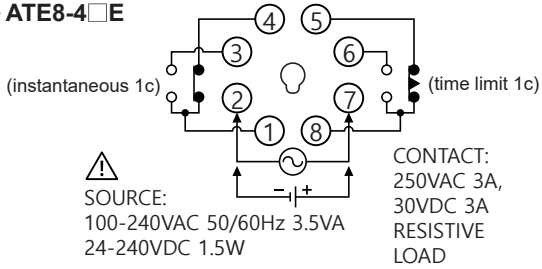 ATE8-4□E
4 5
3 6
(instantaneous 1c) (time limit 1c)
2 7
1 8
− +
SOURCE:
100-240VAC 50/60Hz 3.5VA
24-240VDC 1.5W
CONTACT:
250VAC 3A,
30VDC 3A
RESISTIVE
LOAD